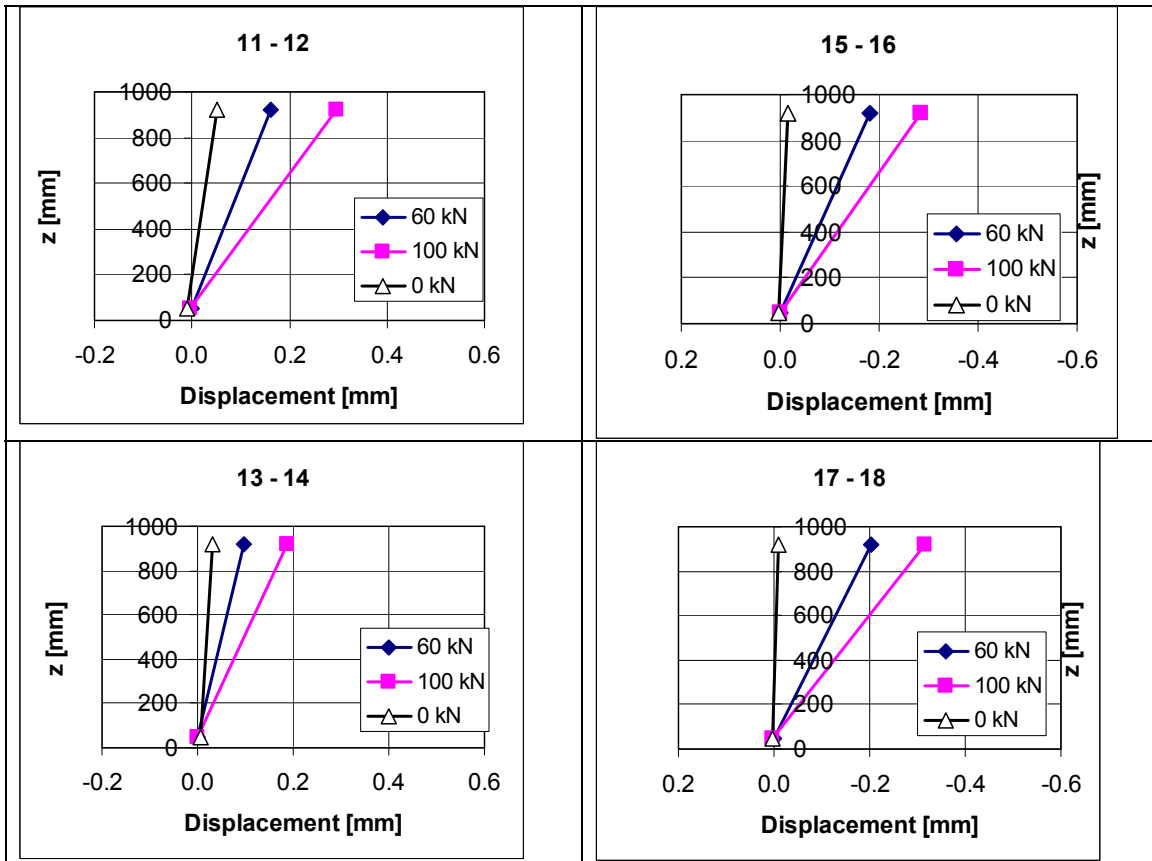 11 - 12
1000
800
600
400
200
0
-0.2 0.0 0.2 0.4 0.6
z [mm]
Displacement [mm]
60 kN
100 kN
0 kN
15 - 16
1000
800
600
400
200
0
0.2 0.0 -0.2 -0.4 -0.6
z [mm]
Displacement [mm]
60 kN
100 kN
0 kN
13 - 14
1000
800
600
400
200
0
-0.2 0.0 0.2 0.4 0.6
z [mm]
Displacement [mm]
60 kN
100 kN
0 kN
17 - 18
1000
800
600
400
200
0
0.2 0.0 -0.2 -0.4 -0.6
z [mm]
Displacement [mm]
60 kN
100 kN
0 kN